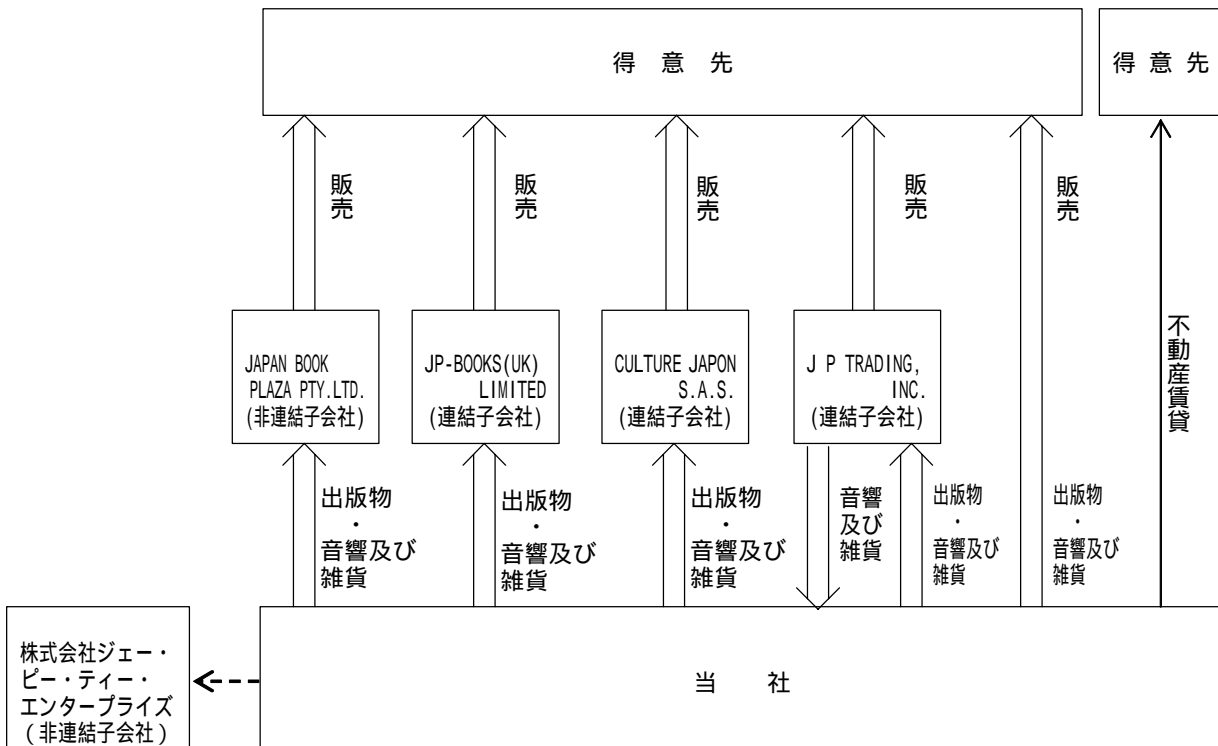 得 意 先
得 意 先
販売
販売
販売
販売
販売
不動産賃貸
JAPAN BOOK
PLAZA PTY.LTD.
(非連結子会社)
JP-BOOKS(UK)
LIMITED
(連結子会社)
CULTURE JAPON
S.A.S.
(連結子会社)
J P TRADING,
INC.
(連結子会社)
出版物
・
音響及び
雑貨
出版物
・
音響及び
雑貨
出版物
・
音響及び
雑貨
音響
及び
雑貨
出版物
・
音響及び
雑貨
出版物
・
音響及び
雑貨
株式会社ジェー・
ピー・ティー・
エンタープライズ
(非連結子会社)
当 社